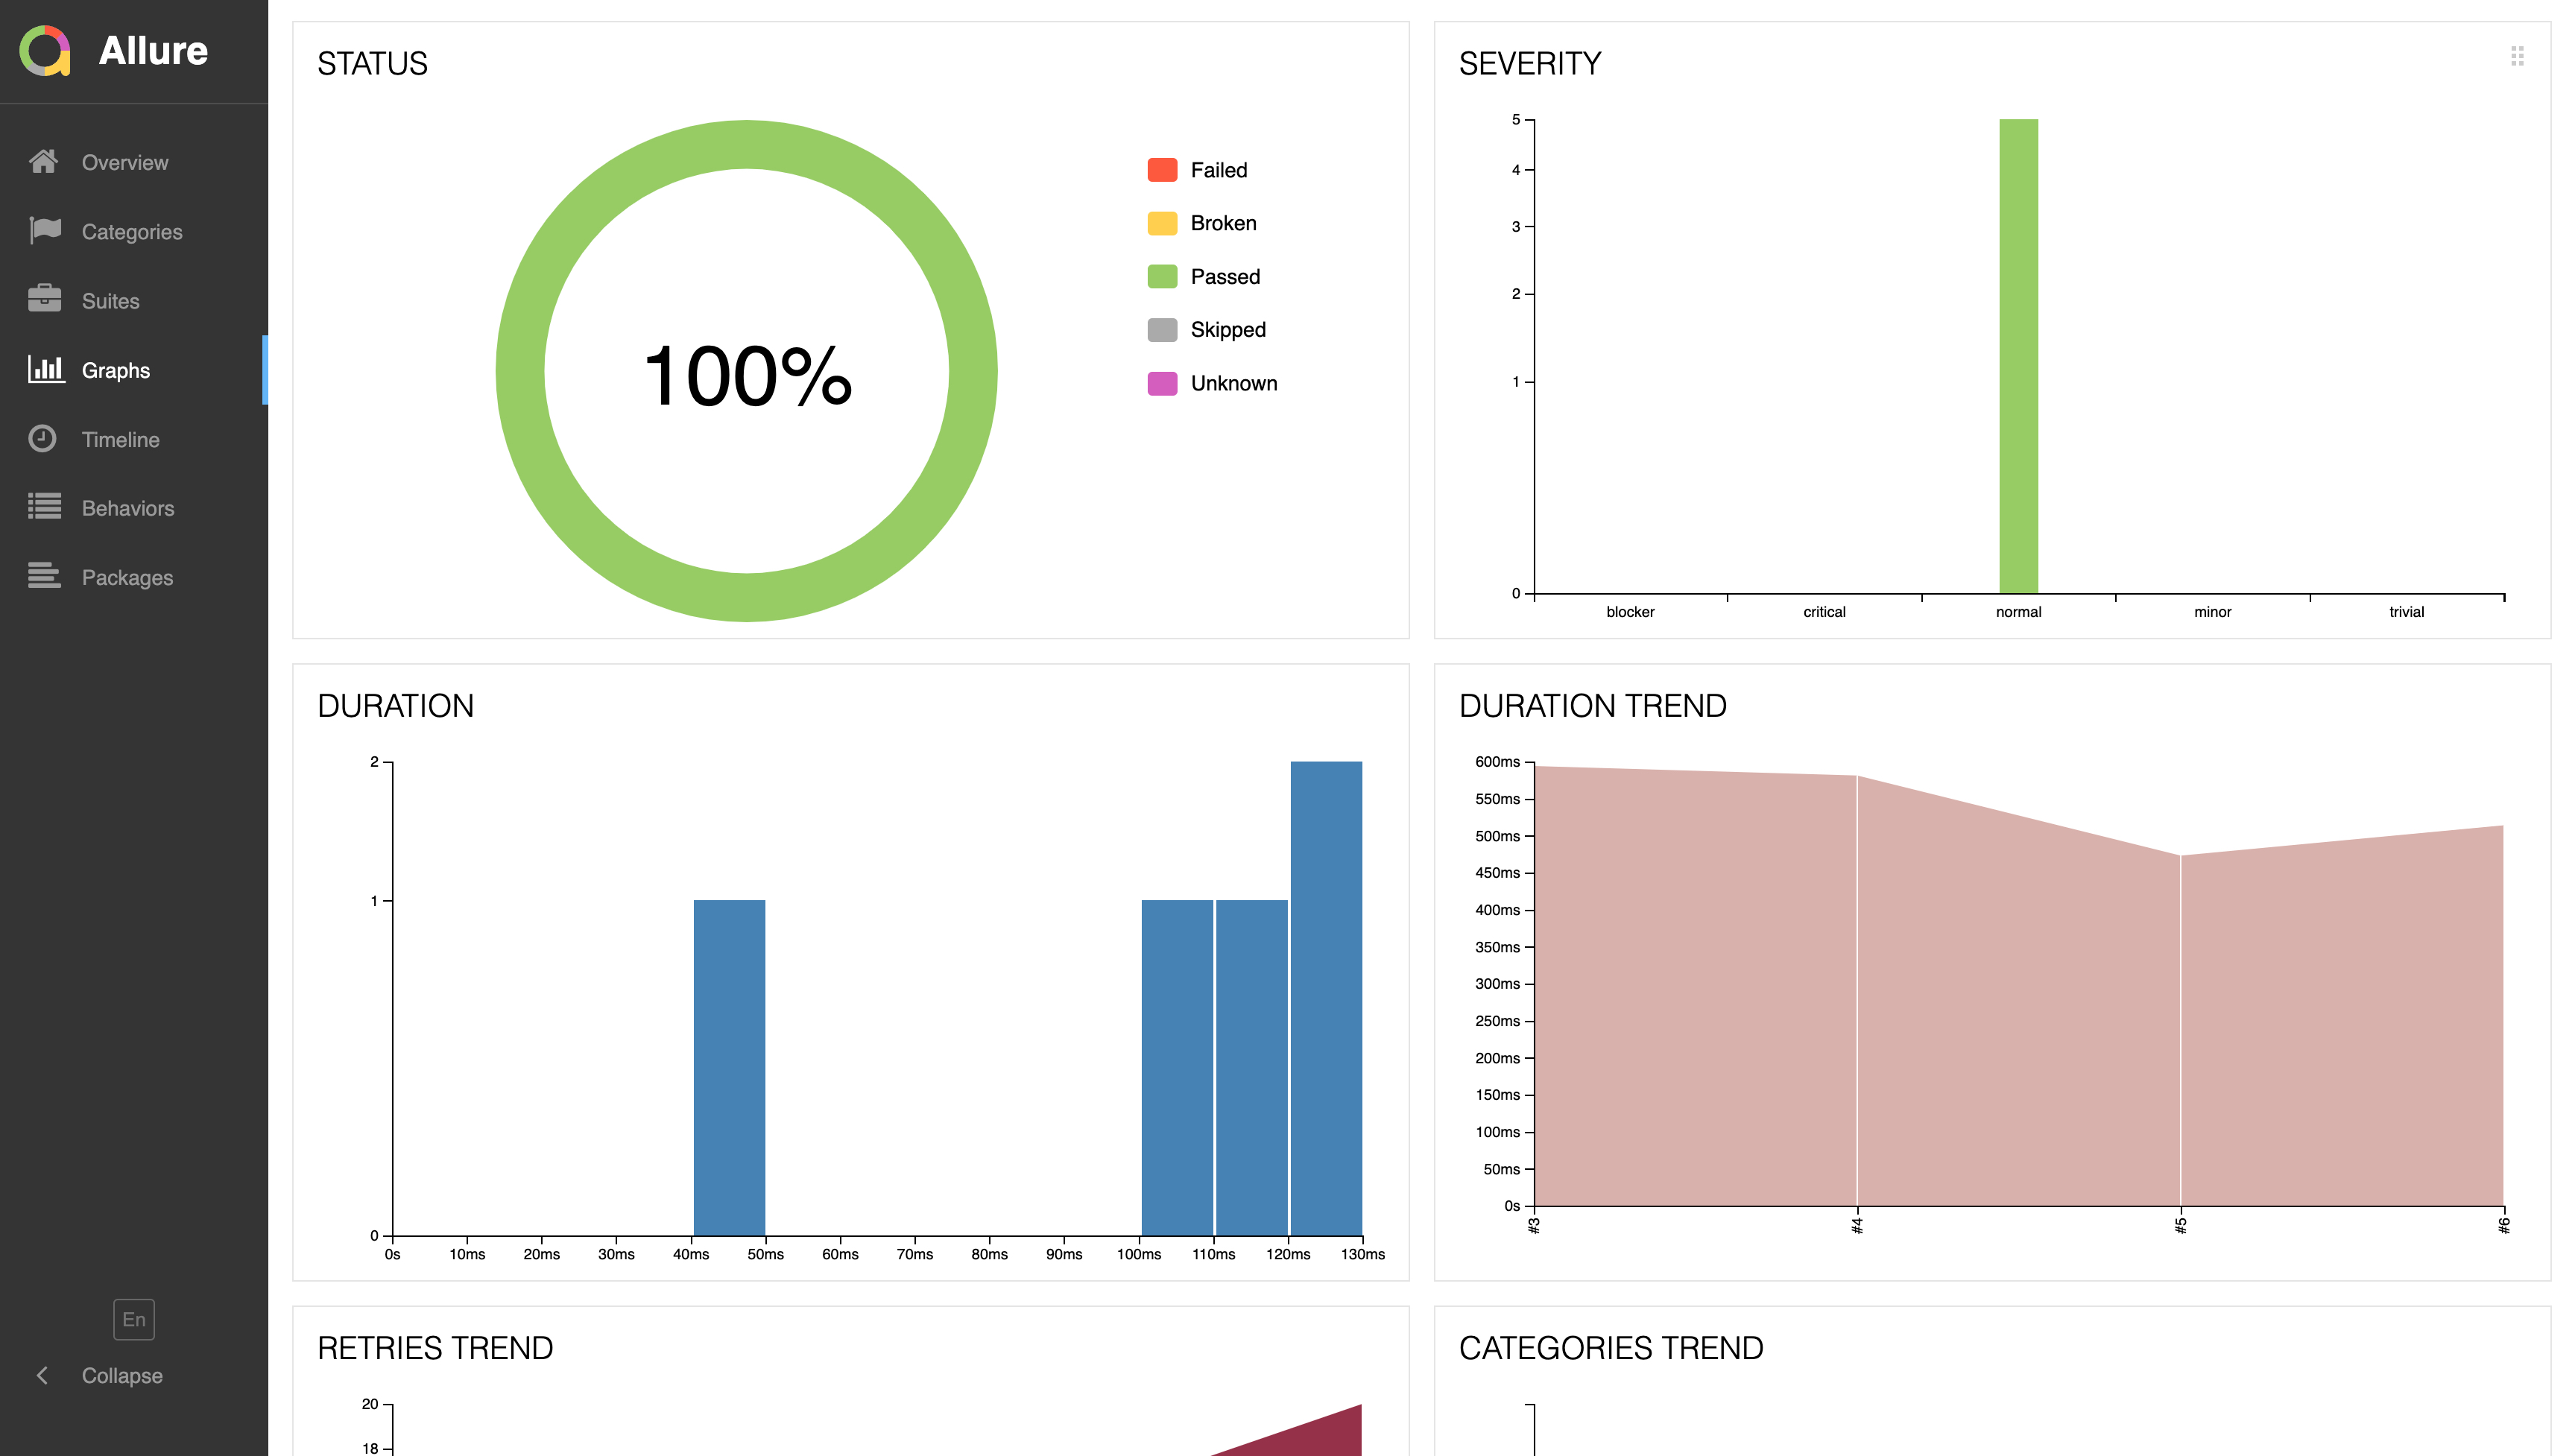 Allure
Overview
Categories
Suites
Graphs
Timeline
Behaviors
Packages
En
Collapse
STATUS
100%
Failed
Broken
Passed
Skipped
Unknown
SEVERITY
5
4
3
2
1
0
blocker critical normal minor trivial
DURATION
2
1
0
0s 10ms 20ms 30ms 40ms 50ms 60ms 70ms 80ms 90ms 100ms 110ms 120ms 130ms
DURATION TREND
600ms
550ms
500ms
450ms
400ms
350ms
300ms
250ms
200ms
150ms
100ms
50ms
0s
#3 #4 #5 #6
RETRIES TREND
20
18
CATEGORIES TREND